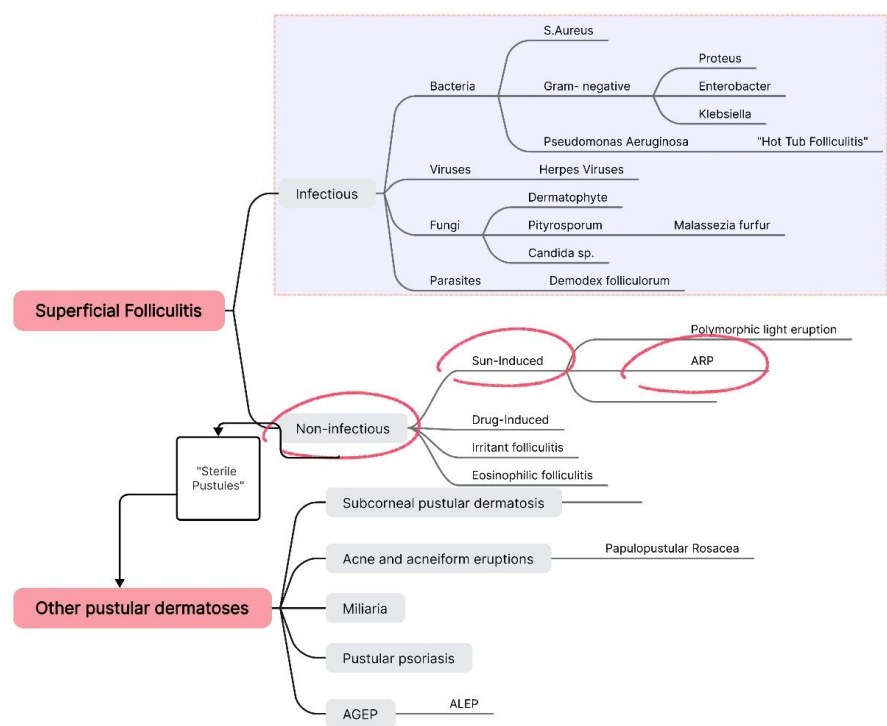 S.Aureus
Proteus
Bacteria
Gram- negative
Enterobacter
Klebsiella
Pseudomonas Aeruginosa
"Hot Tub Folliculitis"
Viruses
Herpes Viruses
Infectious
Dermatophyte
Fungi
Pityrosporum
Malassezia furfur
Candida sp.
Parasites
Demodex folliculorum
Superficial Folliculitis
Polymorphic light eruption
Sun-Induced
ARP
Non-infectious
Drug-Induced
Irritant folliculitis
Eosinophilic folliculitis
"Sterile
Pustules"
Subcorneal pustular dermatosis
Acne and acneiform eruptions
Papulopustular Rosacea
Other pustular dermatoses
Miliaria
Pustular psoriasis
AGEP
ALEP